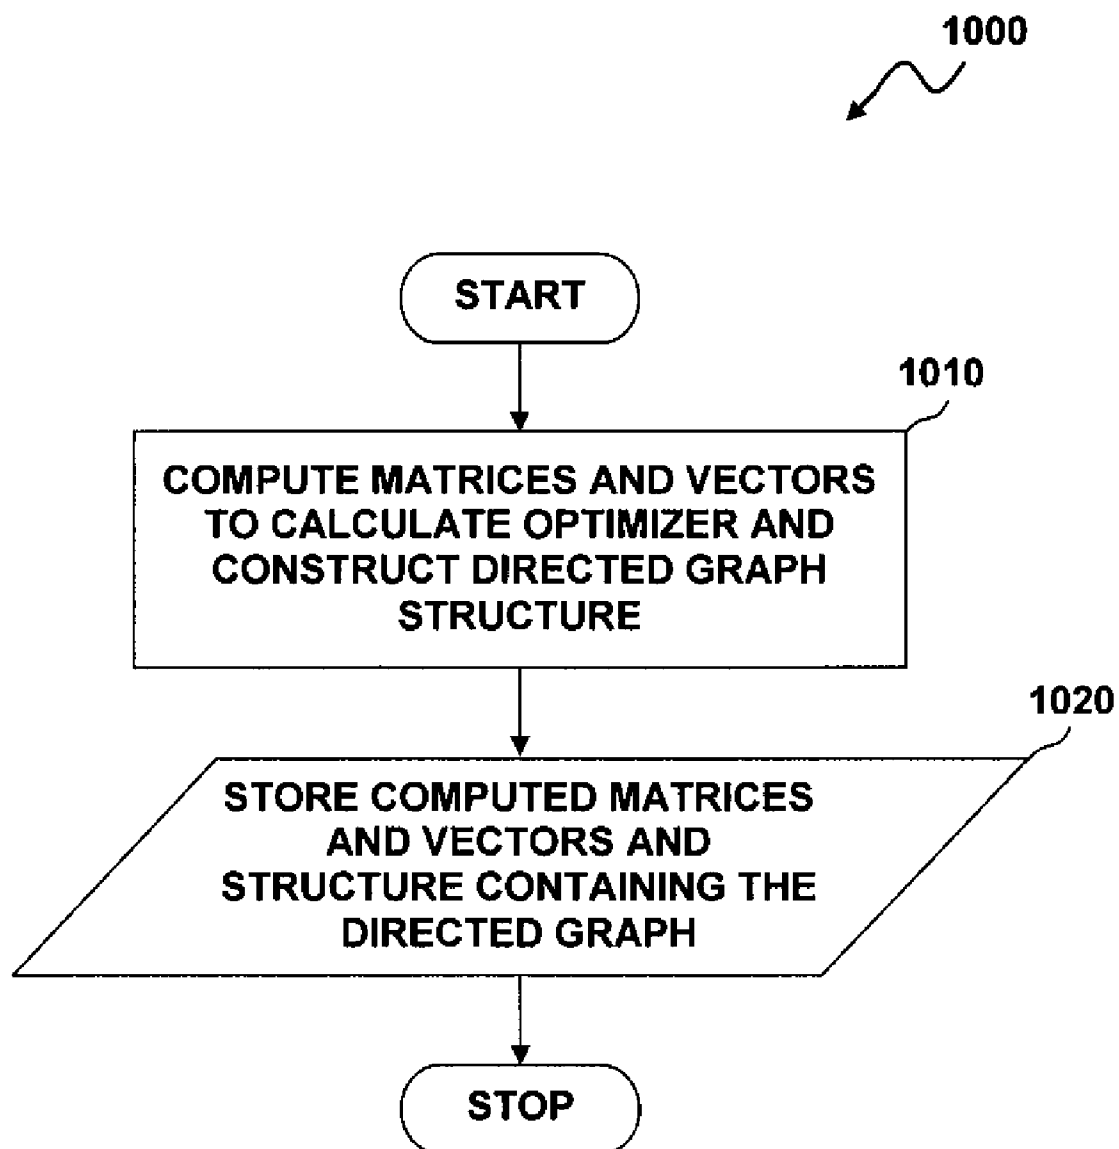 1000
START
1010
COMPUTE MATRICES AND VECTORS
TO CALCULATE OPTIMIZER AND
CONSTRUCT DIRECTED GRAPH
STRUCTURE
1020
STORE COMPUTED MATRICES
AND VECTORS AND
STRUCTURE CONTAINING THE
DIRECTED GRAPH
STOP